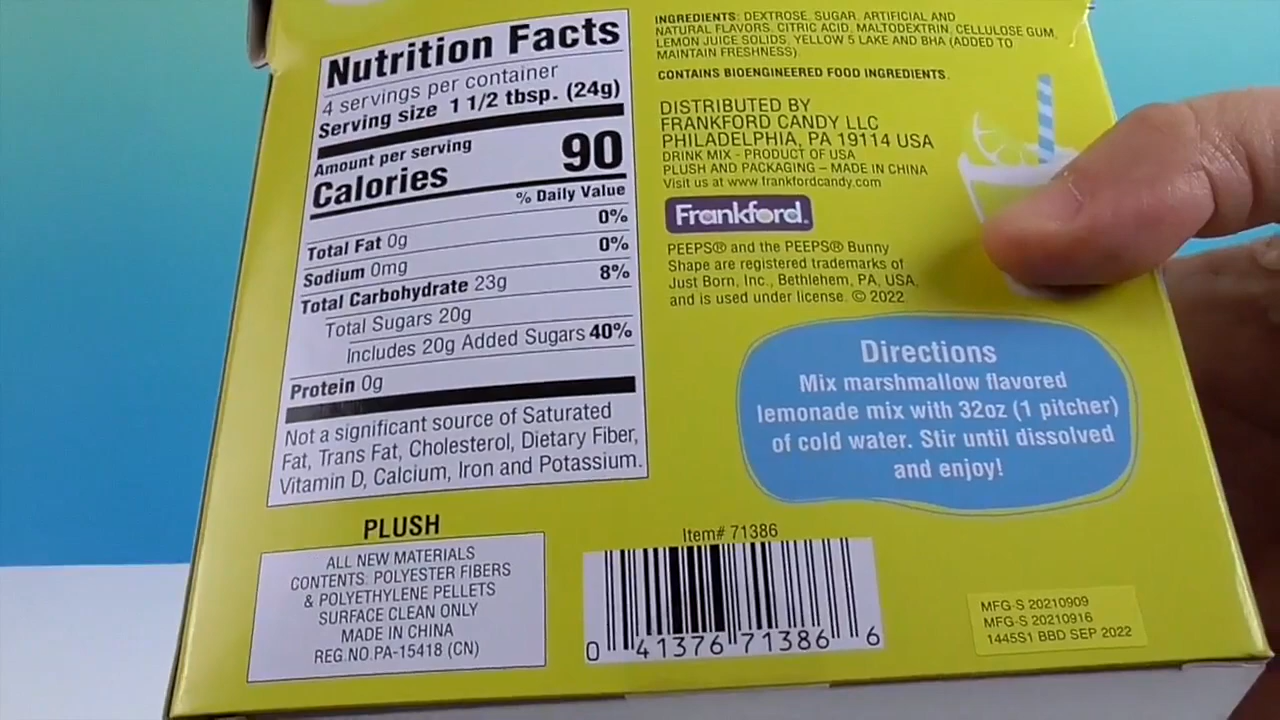 Nutrition Facts
4 servings per container
Serving size 1 1/2 tbsp. (24g)
Amount per serving
Calories 90
% Daily Value
Total Fat 0g 0%
Sodium 0mg 0%
Total Carbohydrate 23g 8%
Total Sugars 20g
Includes 20g Added Sugars 40%
Protein 0g
Not a significant source of Saturated
Fat, Trans Fat, Cholesterol, Dietary Fiber,
Vitamin D, Calcium, Iron and Potassium.
INGREDIENTS: DEXTROSE, SUGAR, ARTIFICIAL AND
NATURAL FLAVORS, CITRIC ACID, MALTODEXTRIN, CELLULOSE GUM,
LEMON JUICE SOLIDS, YELLOW 5 LAKE AND BHA (ADDED TO
MAINTAIN FRESHNESS).
CONTAINS BIOENGINEERED FOOD INGREDIENTS.
DISTRIBUTED BY
FRANKFORD CANDY LLC
PHILADELPHIA, PA 19114 USA
DRINK MIX - PRODUCT OF USA
PLUSH AND PACKAGING – MADE IN CHINA
Visit us at www.frankfordcandy.com
Frankford®
PEEPS® and the PEEPS® Bunny
Shape are registered trademarks of
Just Born, Inc., Bethlehem, PA, USA,
and is used under license. © 2022
Directions
Mix marshmallow flavored
lemonade mix with 32oz (1 pitcher)
of cold water. Stir until dissolved
and enjoy!
PLUSH
ALL NEW MATERIALS
CONTENTS: POLYESTER FIBERS
& POLYETHYLENE PELLETS
SURFACE CLEAN ONLY
MADE IN CHINA
REG.NO.PA-15418 (CN)
Item# 71386
0 41376 71386 6
MFG-S 20210909
MFG-S 20210916
1445S1 BBD SEP 2022